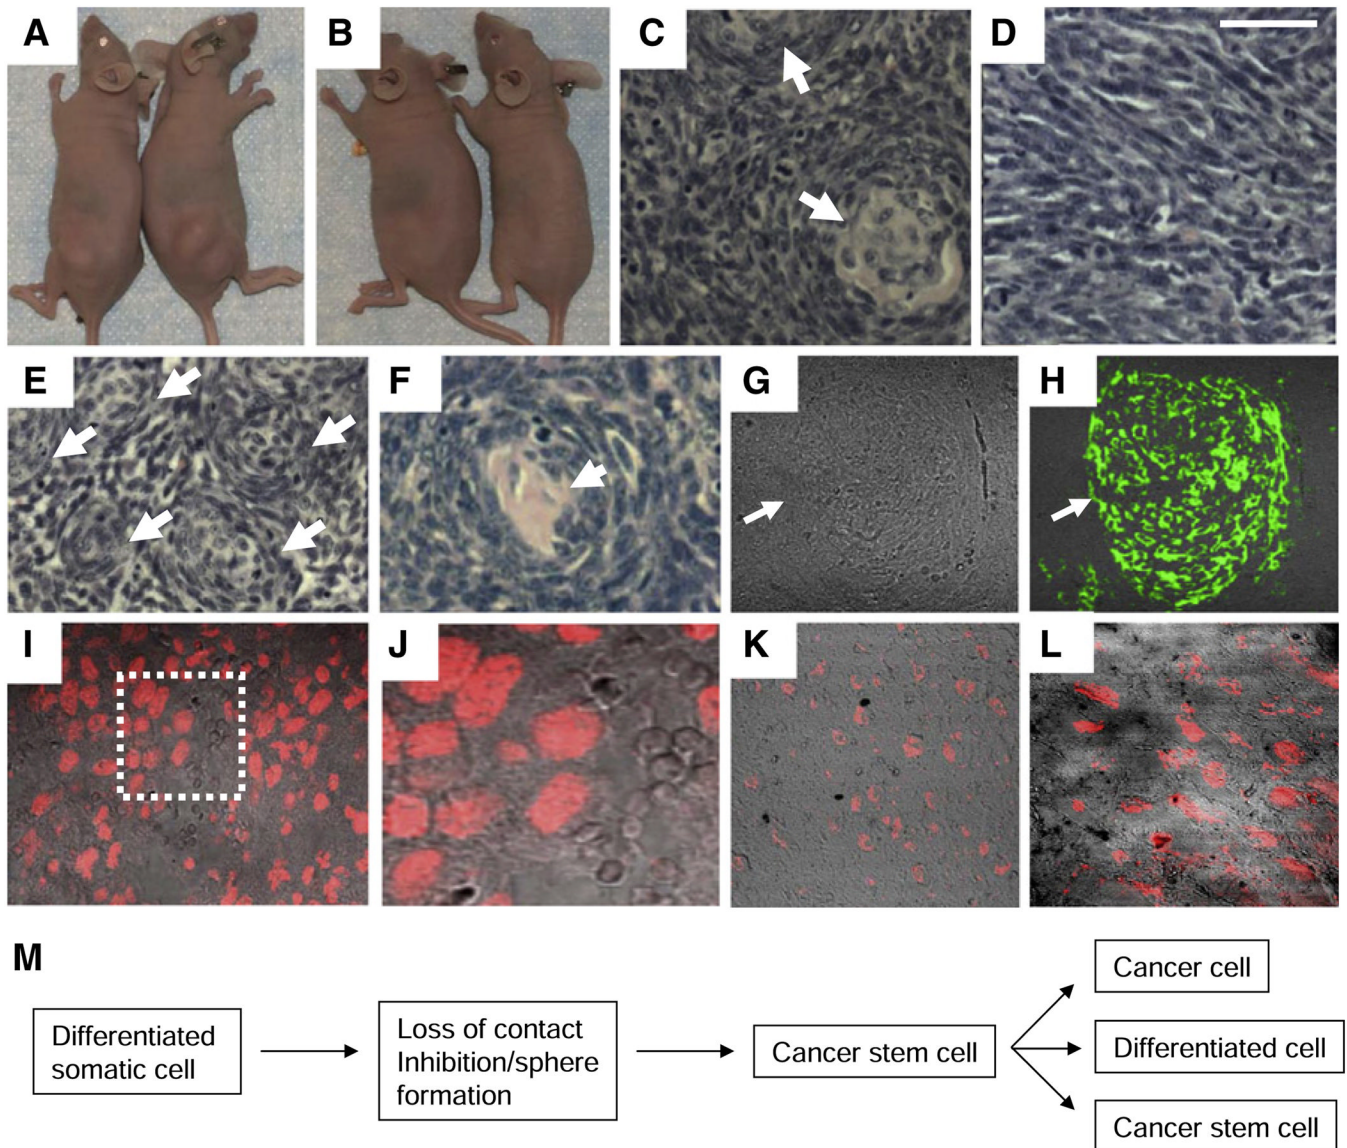 A
B
C
D
E
F
G
H
I
J
K
L
M
Differentiated
somatic cell
Loss of contact
Inhibition/sphere
formation
Cancer stem cell
Cancer cell
Differentiated cell
Cancer stem cell